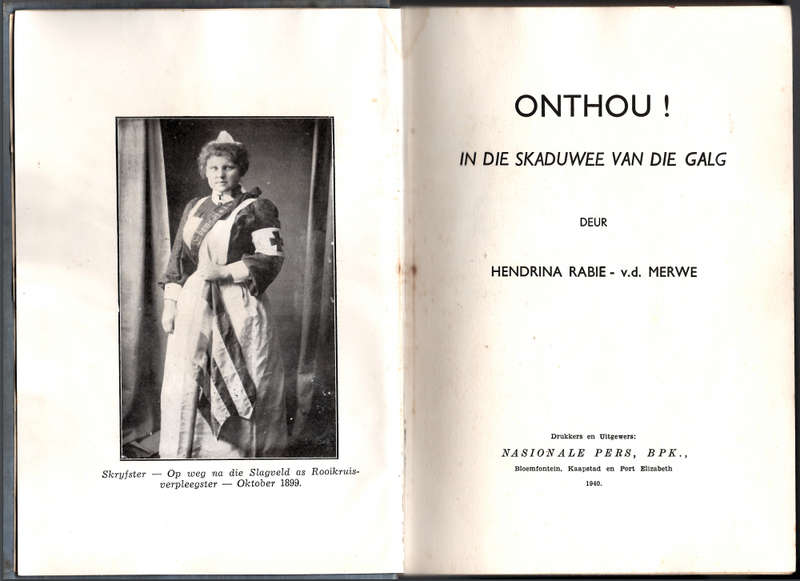 Skryfster — Op weg na die Slagveld as Rooikruis-
verpleegster — Oktober 1899.
ONTHOU !
IN DIE SKADUWEE VAN DIE GALG
DEUR
HENDRINA RABIE - v.d. MERWE
Drukkers en Uitgewers:
NASIONALE PERS, BPK.,
Bloemfontein, Kaapstad en Port Elizabeth
1940.